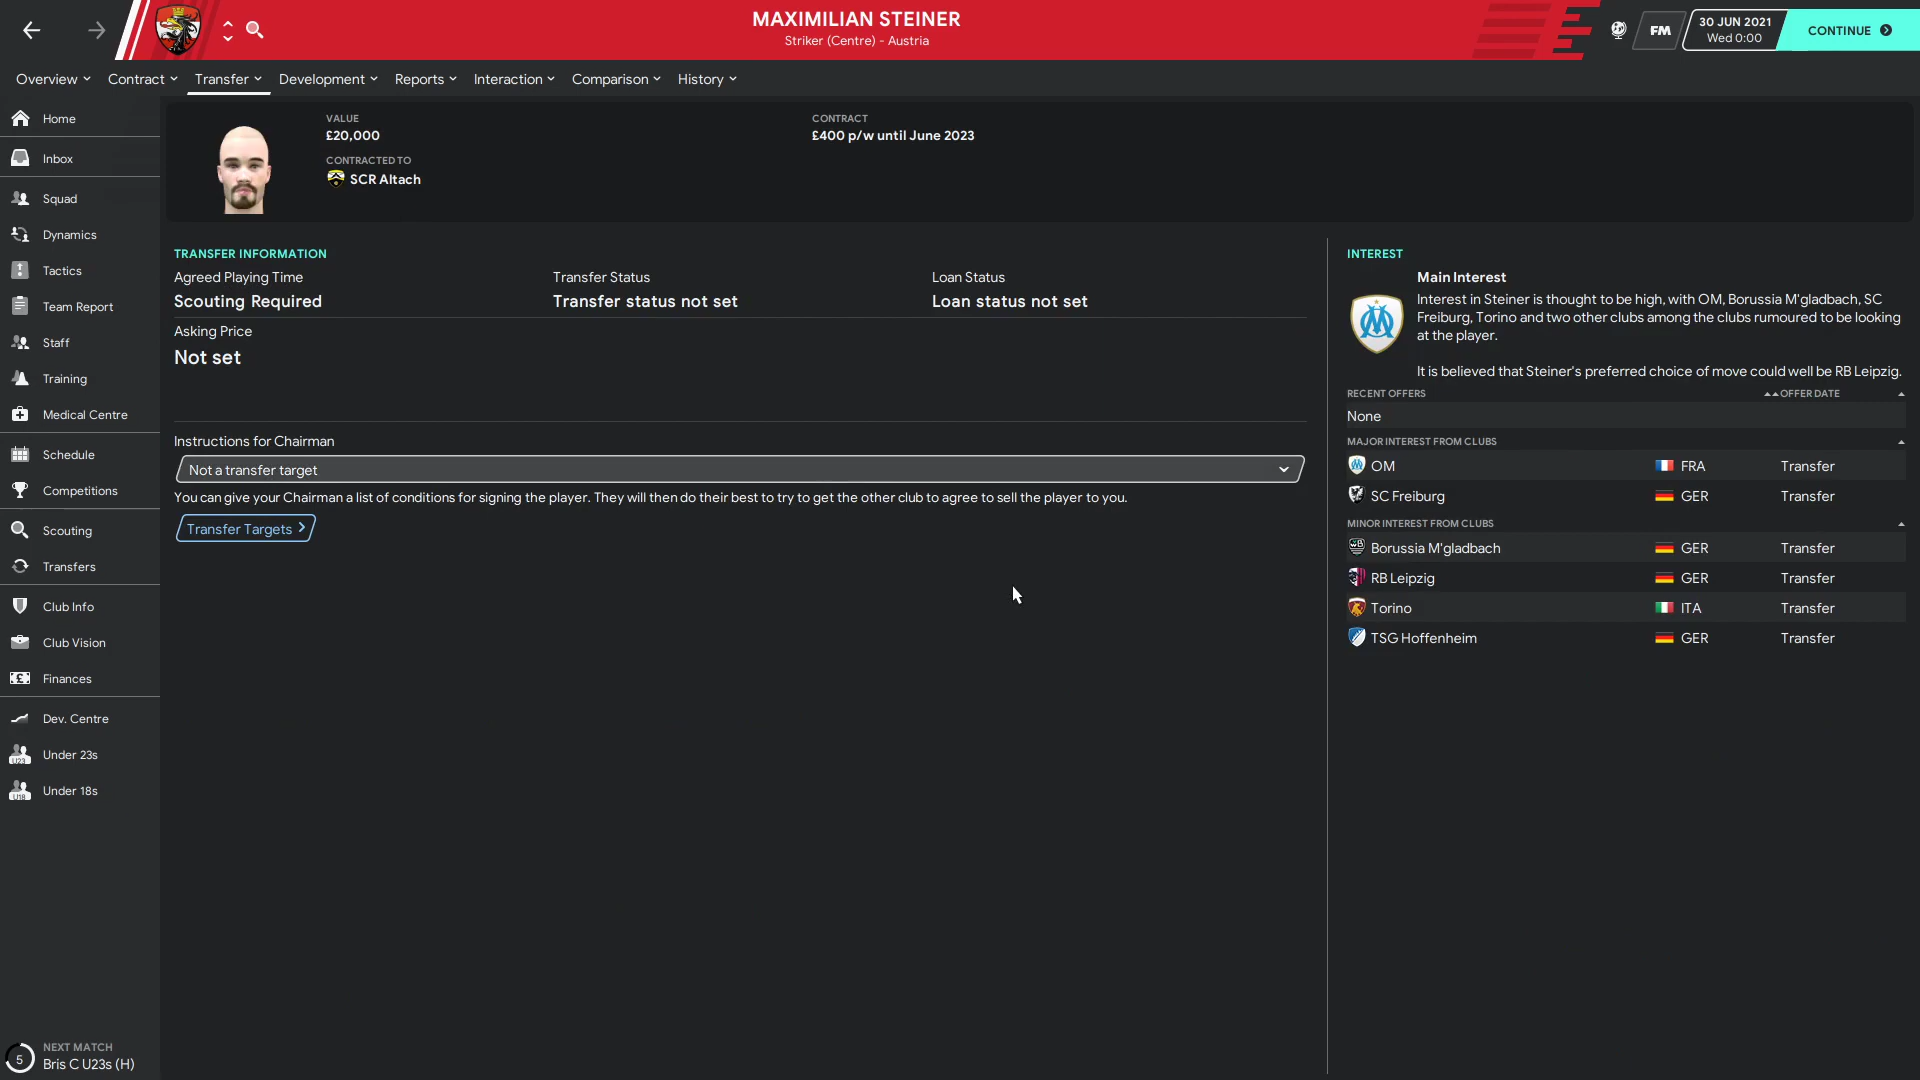 MAXIMILIAN STEINER
Striker (Centre) - Austria
FM
30 JUN 2021
Wed 0:00
CONTINUE
Overview
Contract
Transfer
Development
Reports
Interaction
Comparison
History
Home
Inbox
Squad
Dynamics
Tactics
Team Report
Staff
Training
Medical Centre
Schedule
Competitions
Scouting
Transfers
Club Info
Club Vision
Finances
Dev. Centre
U23
Under 23s
U18
Under 18s
5
NEXT MATCH
Bris C U23s (H)
VALUE
£20,000
CONTRACTED TO
SCR Altach
CONTRACT
£400 p/w until June 2023
TRANSFER INFORMATION
Agreed Playing Time
Scouting Required
Transfer Status
Transfer status not set
Loan Status
Loan status not set
Asking Price
Not set
Instructions for Chairman
Not a transfer target
You can give your Chairman a list of conditions for signing the player. They will then do their best to try to get the other club to agree to sell the player to you.
Transfer Targets
INTEREST
Main Interest
Interest in Steiner is thought to be high, with OM, Borussia M'gladbach, SC
Freiburg, Torino and two other clubs among the clubs rumoured to be looking
at the player.
It is believed that Steiner's preferred choice of move could well be RB Leipzig.
RECENT OFFERS OFFER DATE
None
MAJOR INTEREST FROM CLUBS
OM FRA Transfer
SC Freiburg GER Transfer
MINOR INTEREST FROM CLUBS
Borussia M'gladbach GER Transfer
RB Leipzig GER Transfer
Torino ITA Transfer
TSG Hoffenheim GER Transfer